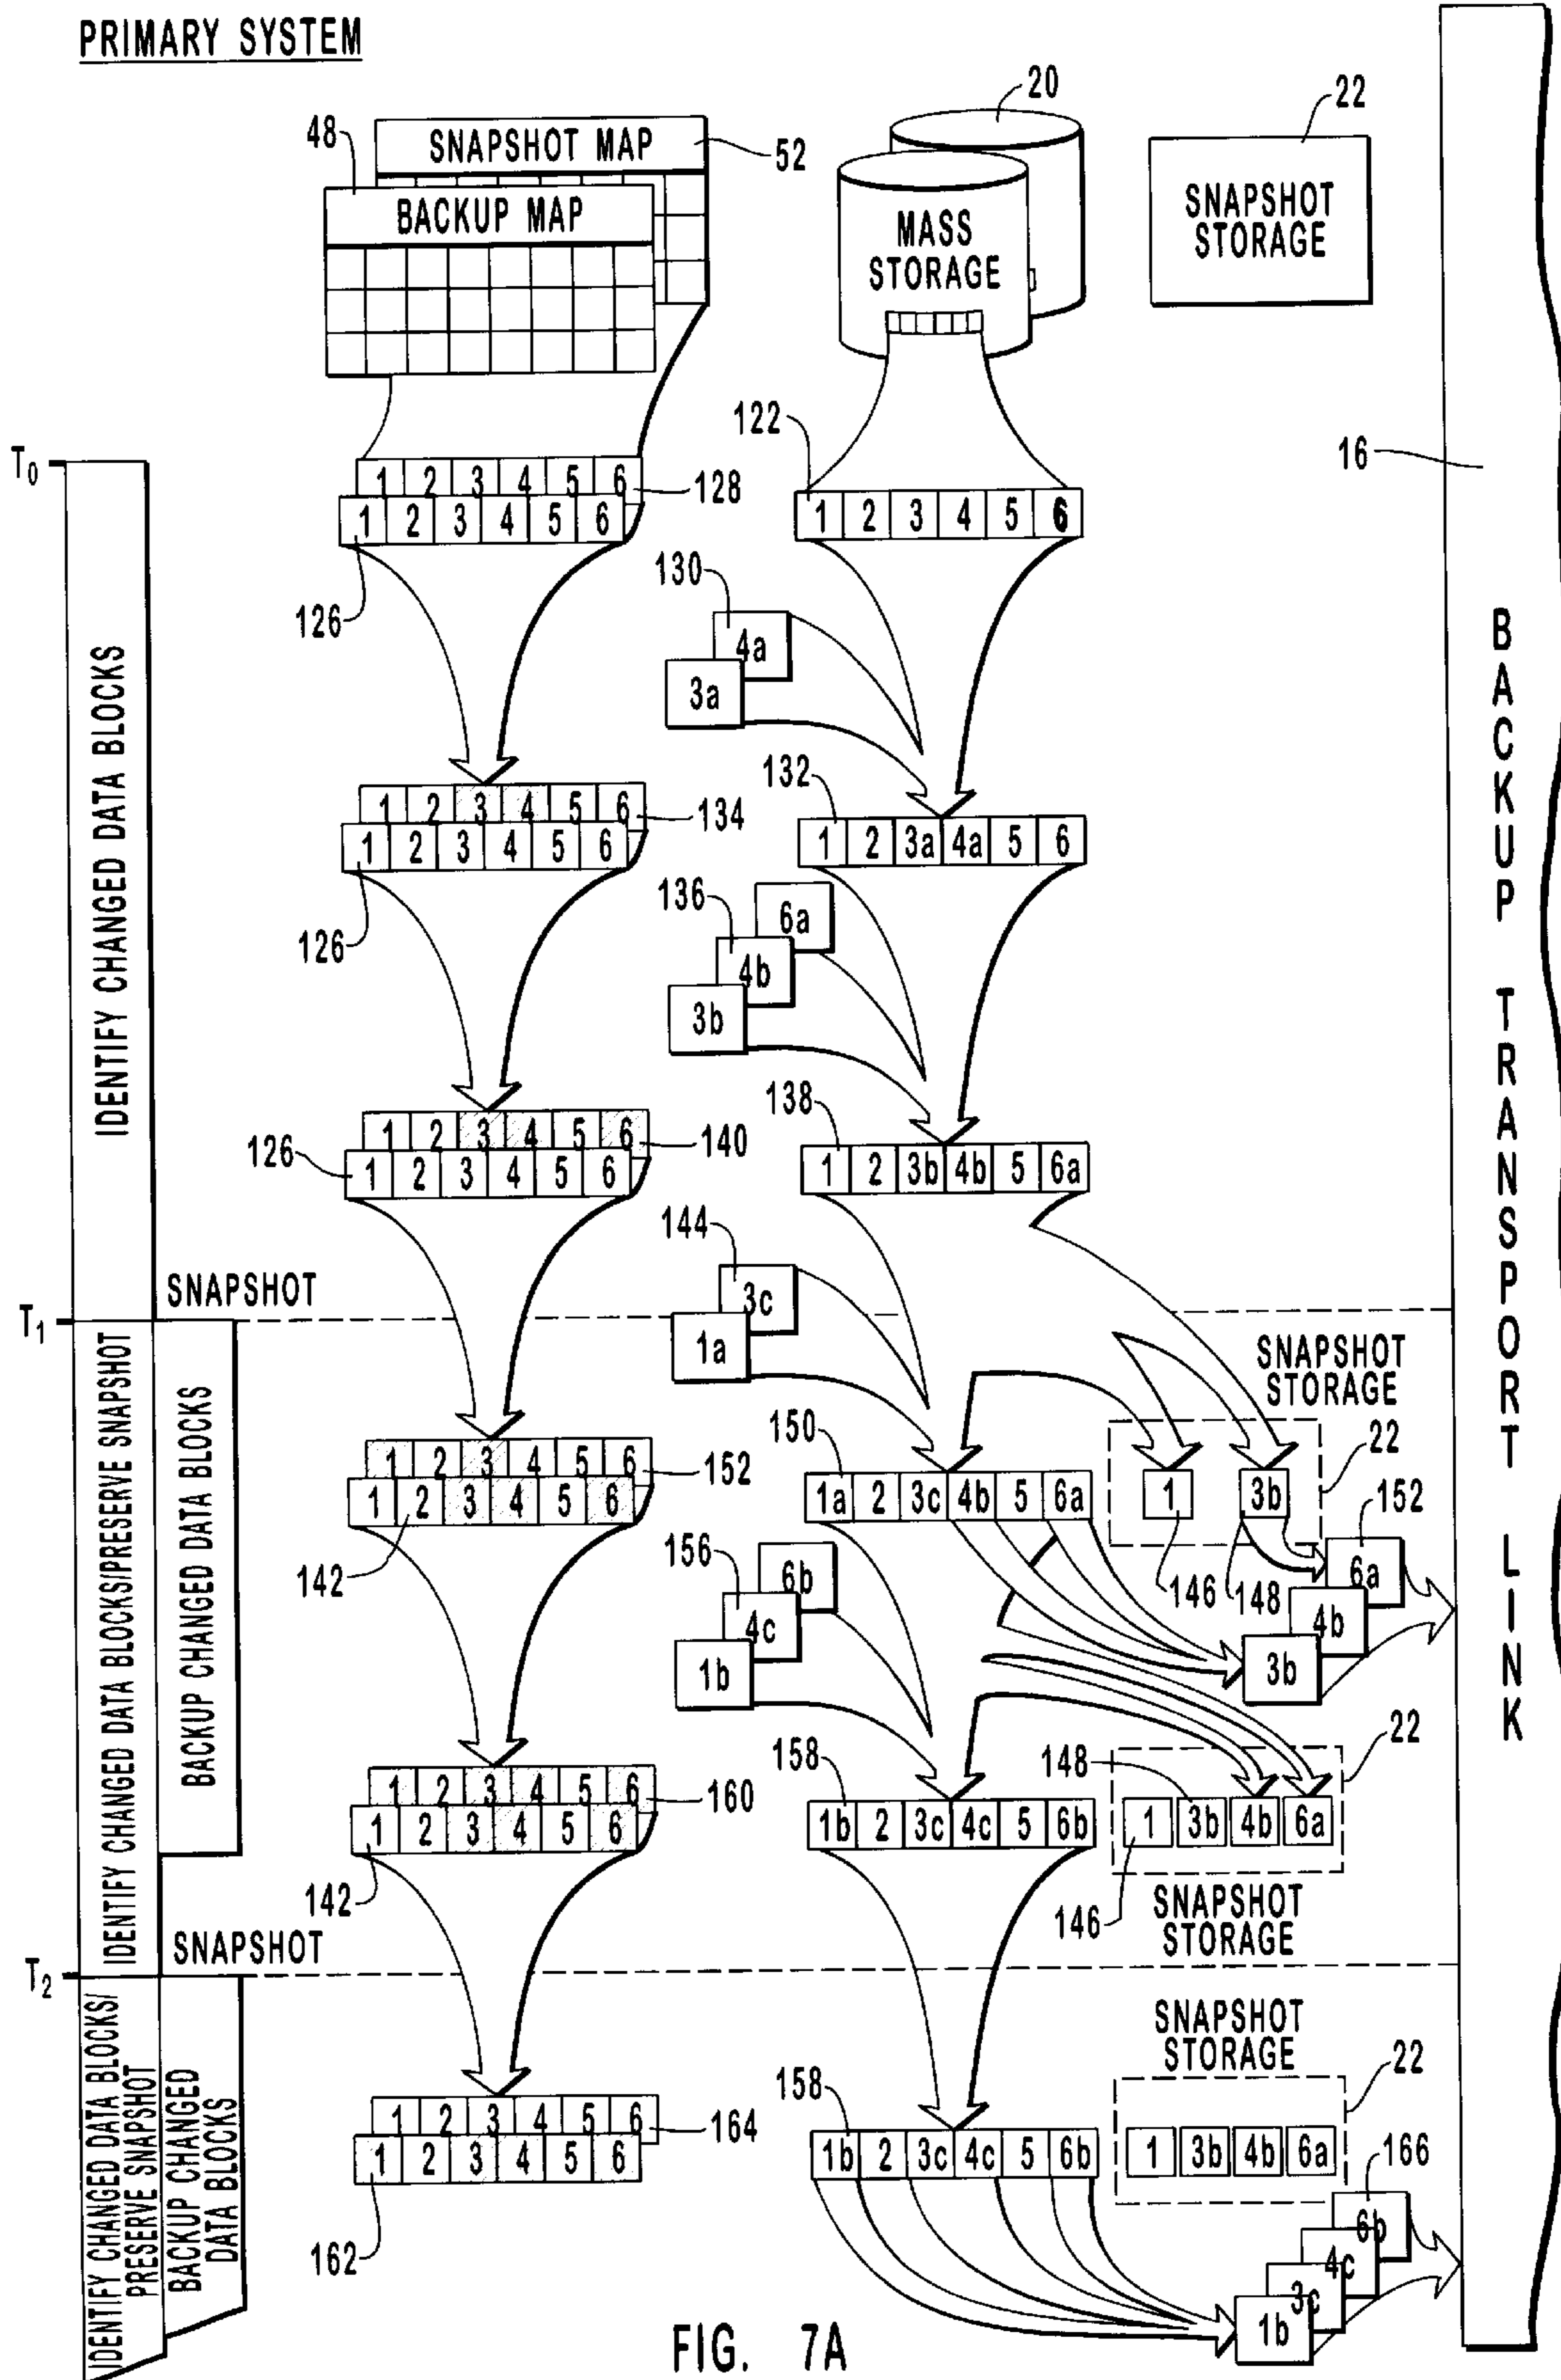 PRIMARY SYSTEM
20
22
48
SNAPSHOT MAP
52
BACKUP MAP
MASS
STORAGE
SNAPSHOT
STORAGE
122
16
T0
1 2 3 4 5 6
128
1 2 3 4 5 6
1 2 3 4 5 6
126
130
4a
3a
132
1 2 3 4 5 6
134
1 2 3 4 5 6
1 2 3a 4a 5 6
126
136
6a
4b
3b
138
1 2 3 4 5 6
140
126
1 2 3 4 5 6
1 2 3b 4b 5 6a
IDENTIFY CHANGED DATA BLOCKS
144
3c
1a
SNAPSHOT
T1
SNAPSHOT
STORAGE
150
22
1 2 3 4 5 6
152
1 2 3 4 5 6
1a 2 3c 4b 5 6a
1
3b
152
142
146
148
6a
4b
3b
156
6b
4c
1b
IDENTIFY CHANGED DATA BLOCKS/PRESERVE SNAPSHOT
BACKUP CHANGED DATA BLOCKS
158
148
22
1 2 3 4 5 6
160
1 2 3 4 5 6
1b 2 3c 4c 5 6b
1 3b 4b 6a
142
146
SNAPSHOT
STORAGE
SNAPSHOT
T2
SNAPSHOT
STORAGE
158
22
1 2 3 4 5 6
164
1 2 3 4 5 6
1b 2 3c 4c 5 6b
1 3b 4b 6a
162
166
6b
4c
3c
1b
IDENTIFY CHANGED DATA BLOCKS/
PRESERVE SNAPSHOT
BACKUP CHANGED
DATA BLOCKS
BACKUP TRANSPORT LINK
FIG. 7A